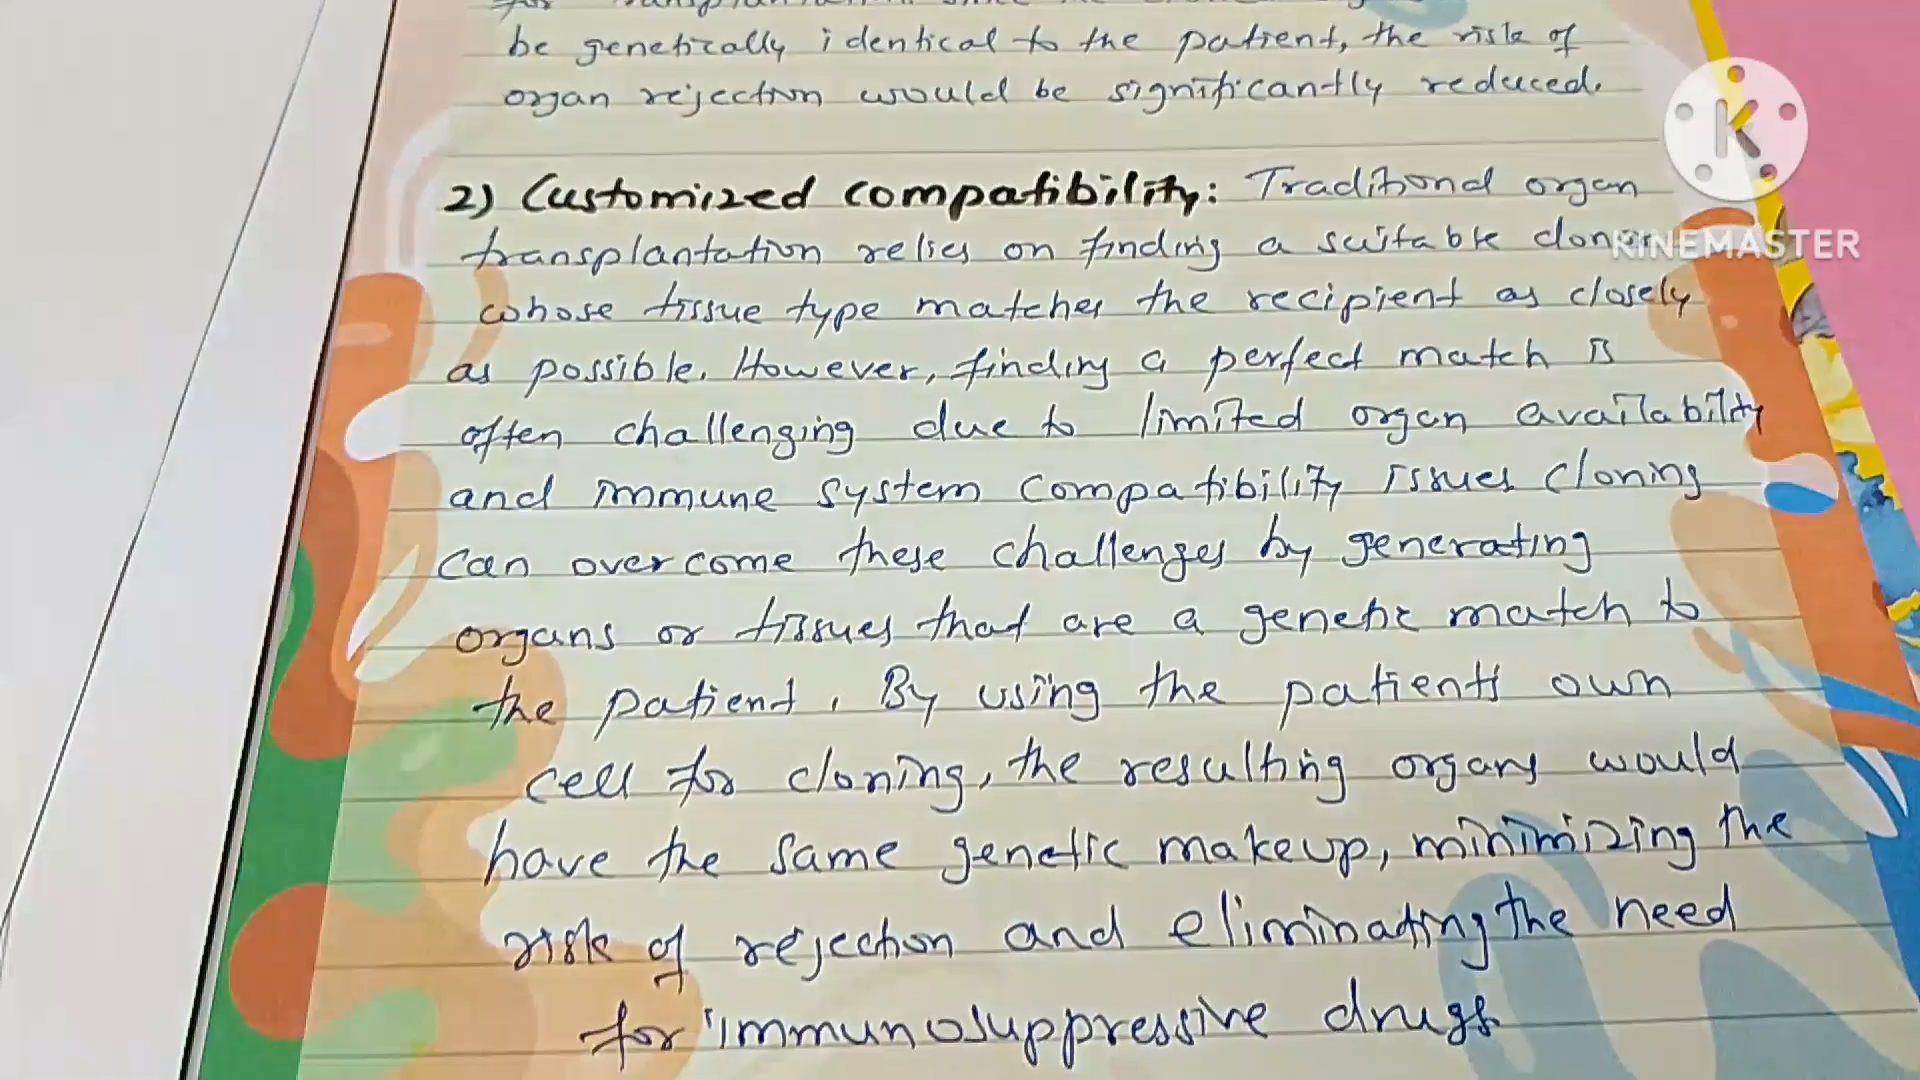 be genetically identical to the patient, the risk of
organ rejection would be significantly reduced.
2) Customized compatibility: Traditional organ
transplantation relies on finding a suitable donor
whose tissue type matches the recipient as closely
as possible. However, finding a perfect match is
often challenging due to limited organ availability
and immune system compatibility issues cloning
can overcome these challenges by generating
organs or tissues that are a genetic match to
the patient. By using the patient's own
cell for cloning, the resulting organs would
have the same genetic makeup, minimizing the
risk of rejection and eliminating the need
for immunosuppressive drugs
K
KINEMASTER